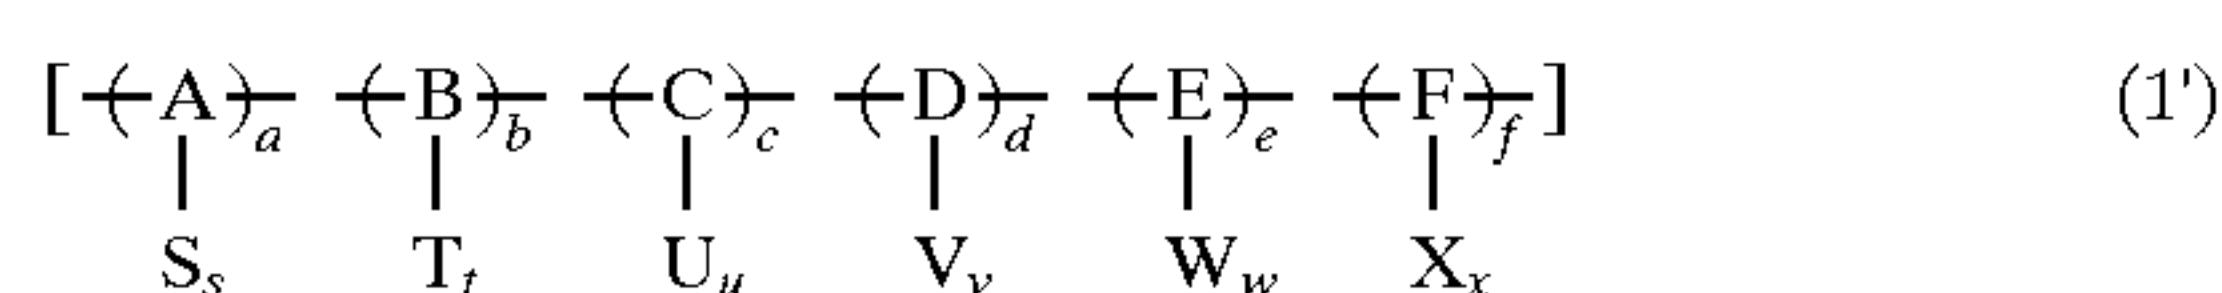 [ —( A )a— —( B )b— —( C )c— —( D )d— —( E )e— —( F )f— ] (1')
Ss Tt Uu Vv Ww Xx